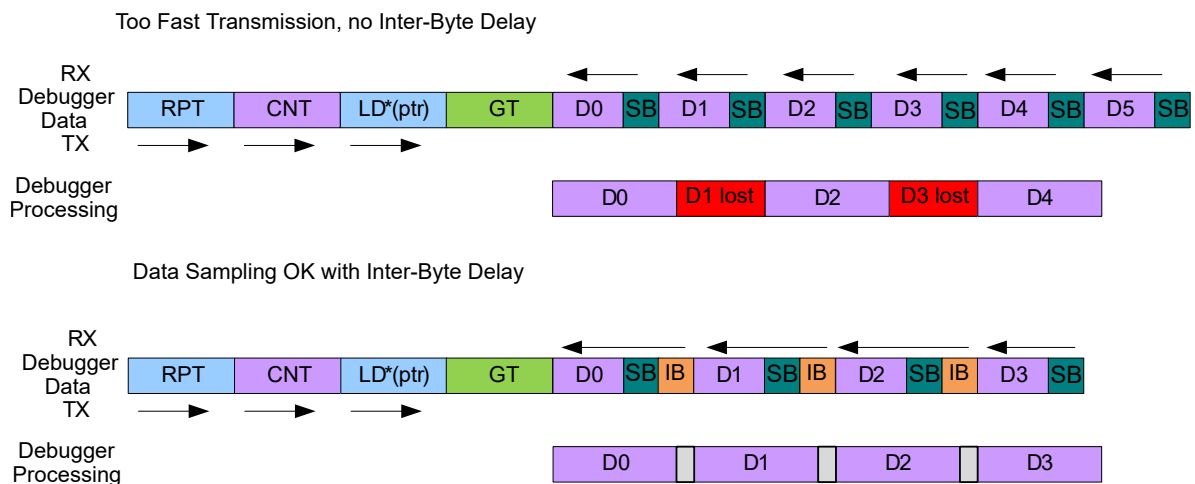 Too Fast Transmission, no Inter-Byte Delay
RX
Debugger
Data
TX
RPT CNT LD*(ptr) GT D0 SB D1 SB D2 SB D3 SB D4 SB D5 SB
Debugger
Processing
D0 D1 lost D2 D3 lost D4
Data Sampling OK with Inter-Byte Delay
RX
Debugger
Data
TX
RPT CNT LD*(ptr) GT D0 SB IB D1 SB IB D2 SB IB D3 SB
Debugger
Processing
D0 D1 D2 D3